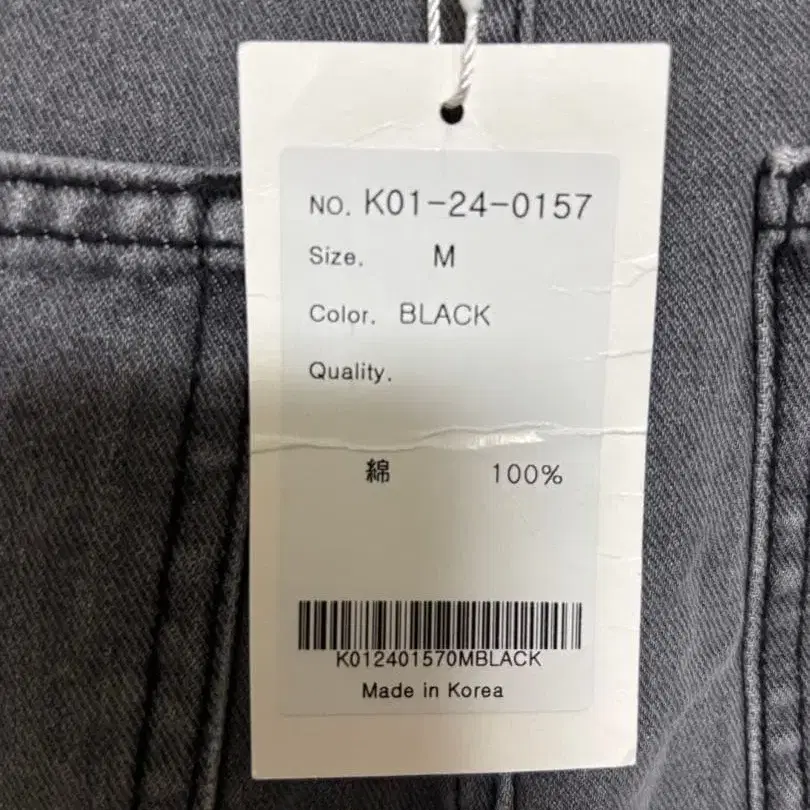 NO. K01-24-0157
Size. M
Color. BLACK
Quality.
綿 100%
K012401570MBLACK
Made in Korea